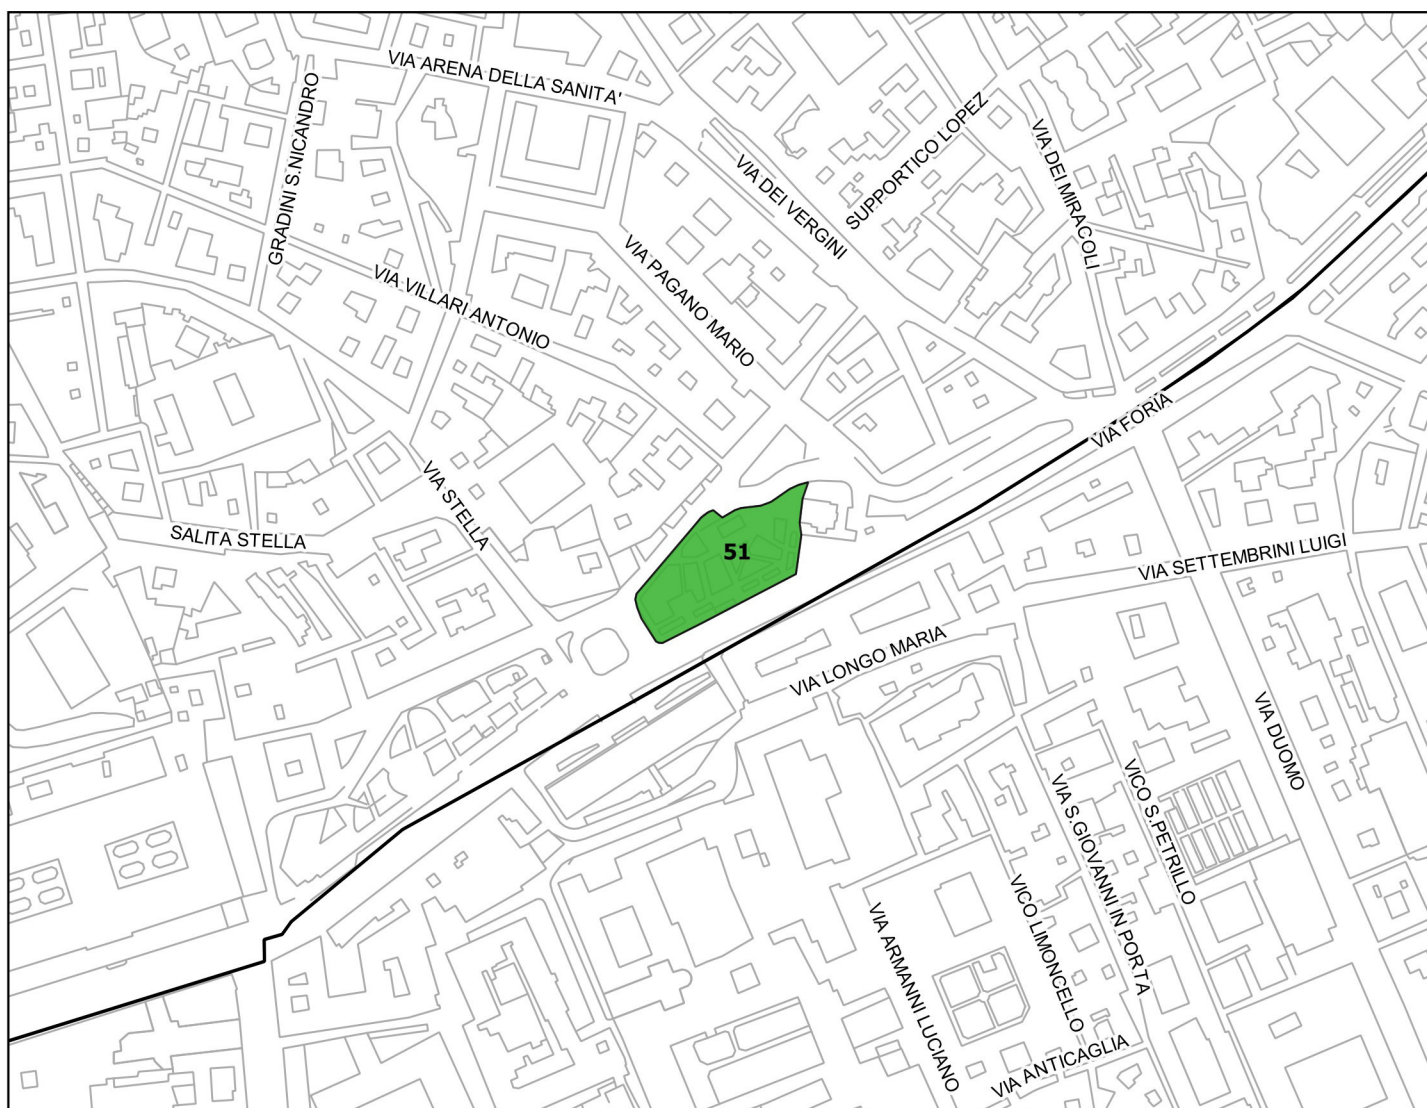 VIA ARENA DELLA SANITA'
GRADINI S.NICANDRO
SUPPORTICO LOPEZ
VIA DEI MIRACOLI
VIA DEI VERGINI
VIA PAGANO MARIO
VIA VILLARI ANTONIO
VIA FORIA
VIA STELLA
SALITA STELLA
51
VIA SETTEMBRINI LUIGI
VIA LONGO MARIA
VIA DUOMO
VICO S.PETRILLO
VIA S.GIOVANNI IN PORTA
VICO LIMONCELLO
VIA ARMANNI LUCIANO
VIA ANTICAGLIA